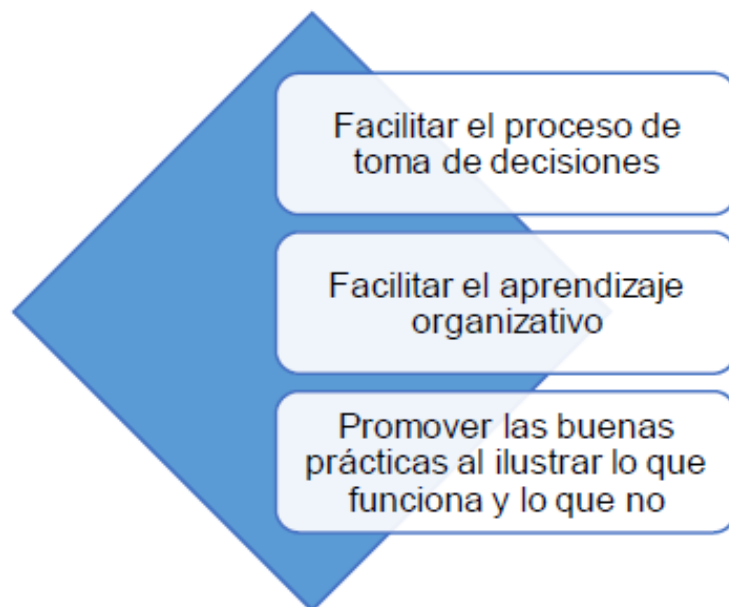 Facilitar el proceso de
toma de decisiones
Facilitar el aprendizaje
organizativo
Promover las buenas
prácticas al ilustrar lo que
funciona y lo que no